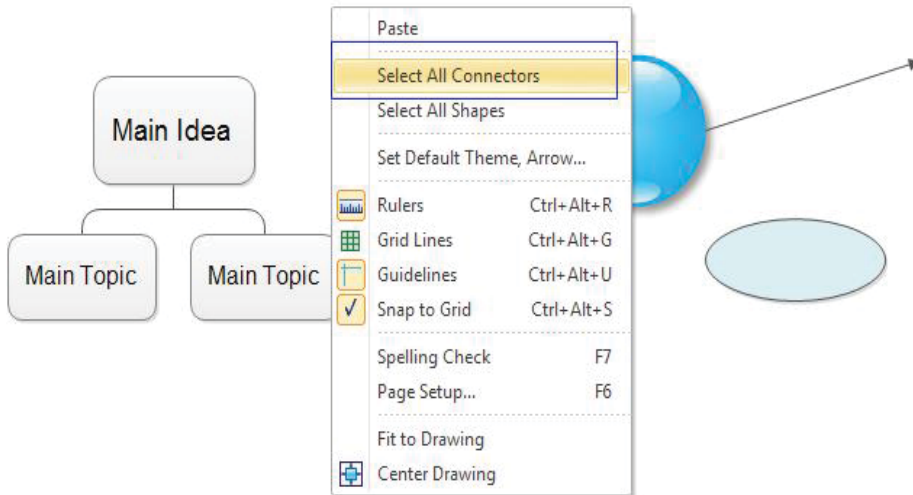 Paste
Select All Connectors
Select All Shapes
Set Default Theme, Arrow...
Rulers Ctrl+Alt+R
Grid Lines Ctrl+Alt+G
Guidelines Ctrl+Alt+U
Snap to Grid Ctrl+Alt+S
Spelling Check F7
Page Setup... F6
Fit to Drawing
Center Drawing
Main Idea
Main Topic
Main Topic